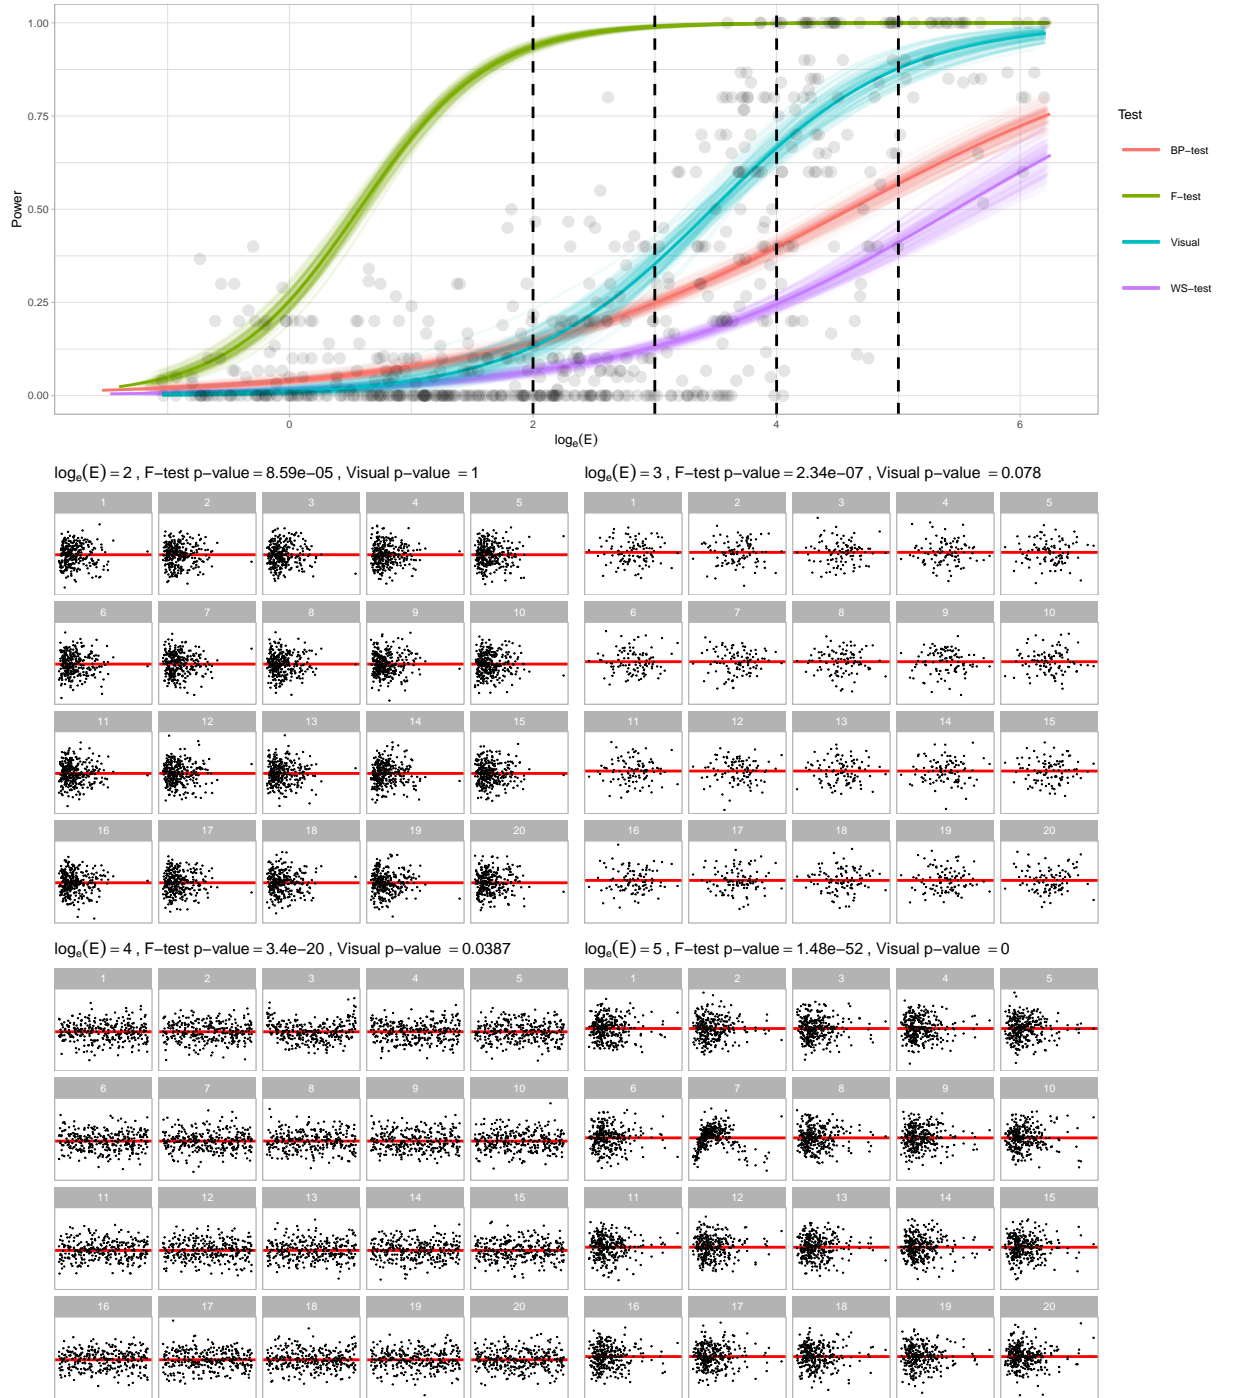 1.00
0.75
0.50
0.25
0.00
Power
0 2 4 6
logₑ(E)
Test
BP−test
F−test
Visual
WS−test
logₑ(E) = 2 , F−test p−value = 8.59e−05 , Visual p−value = 1
1 2 3 4 5
6 7 8 9 10
11 12 13 14 15
16 17 18 19 20
logₑ(E) = 3 , F−test p−value = 2.34e−07 , Visual p−value = 0.078
1 2 3 4 5
6 7 8 9 10
11 12 13 14 15
16 17 18 19 20
logₑ(E) = 4 , F−test p−value = 3.4e−20 , Visual p−value = 0.0387
1 2 3 4 5
6 7 8 9 10
11 12 13 14 15
16 17 18 19 20
logₑ(E) = 5 , F−test p−value = 1.48e−52 , Visual p−value = 0
1 2 3 4 5
6 7 8 9 10
11 12 13 14 15
16 17 18 19 20